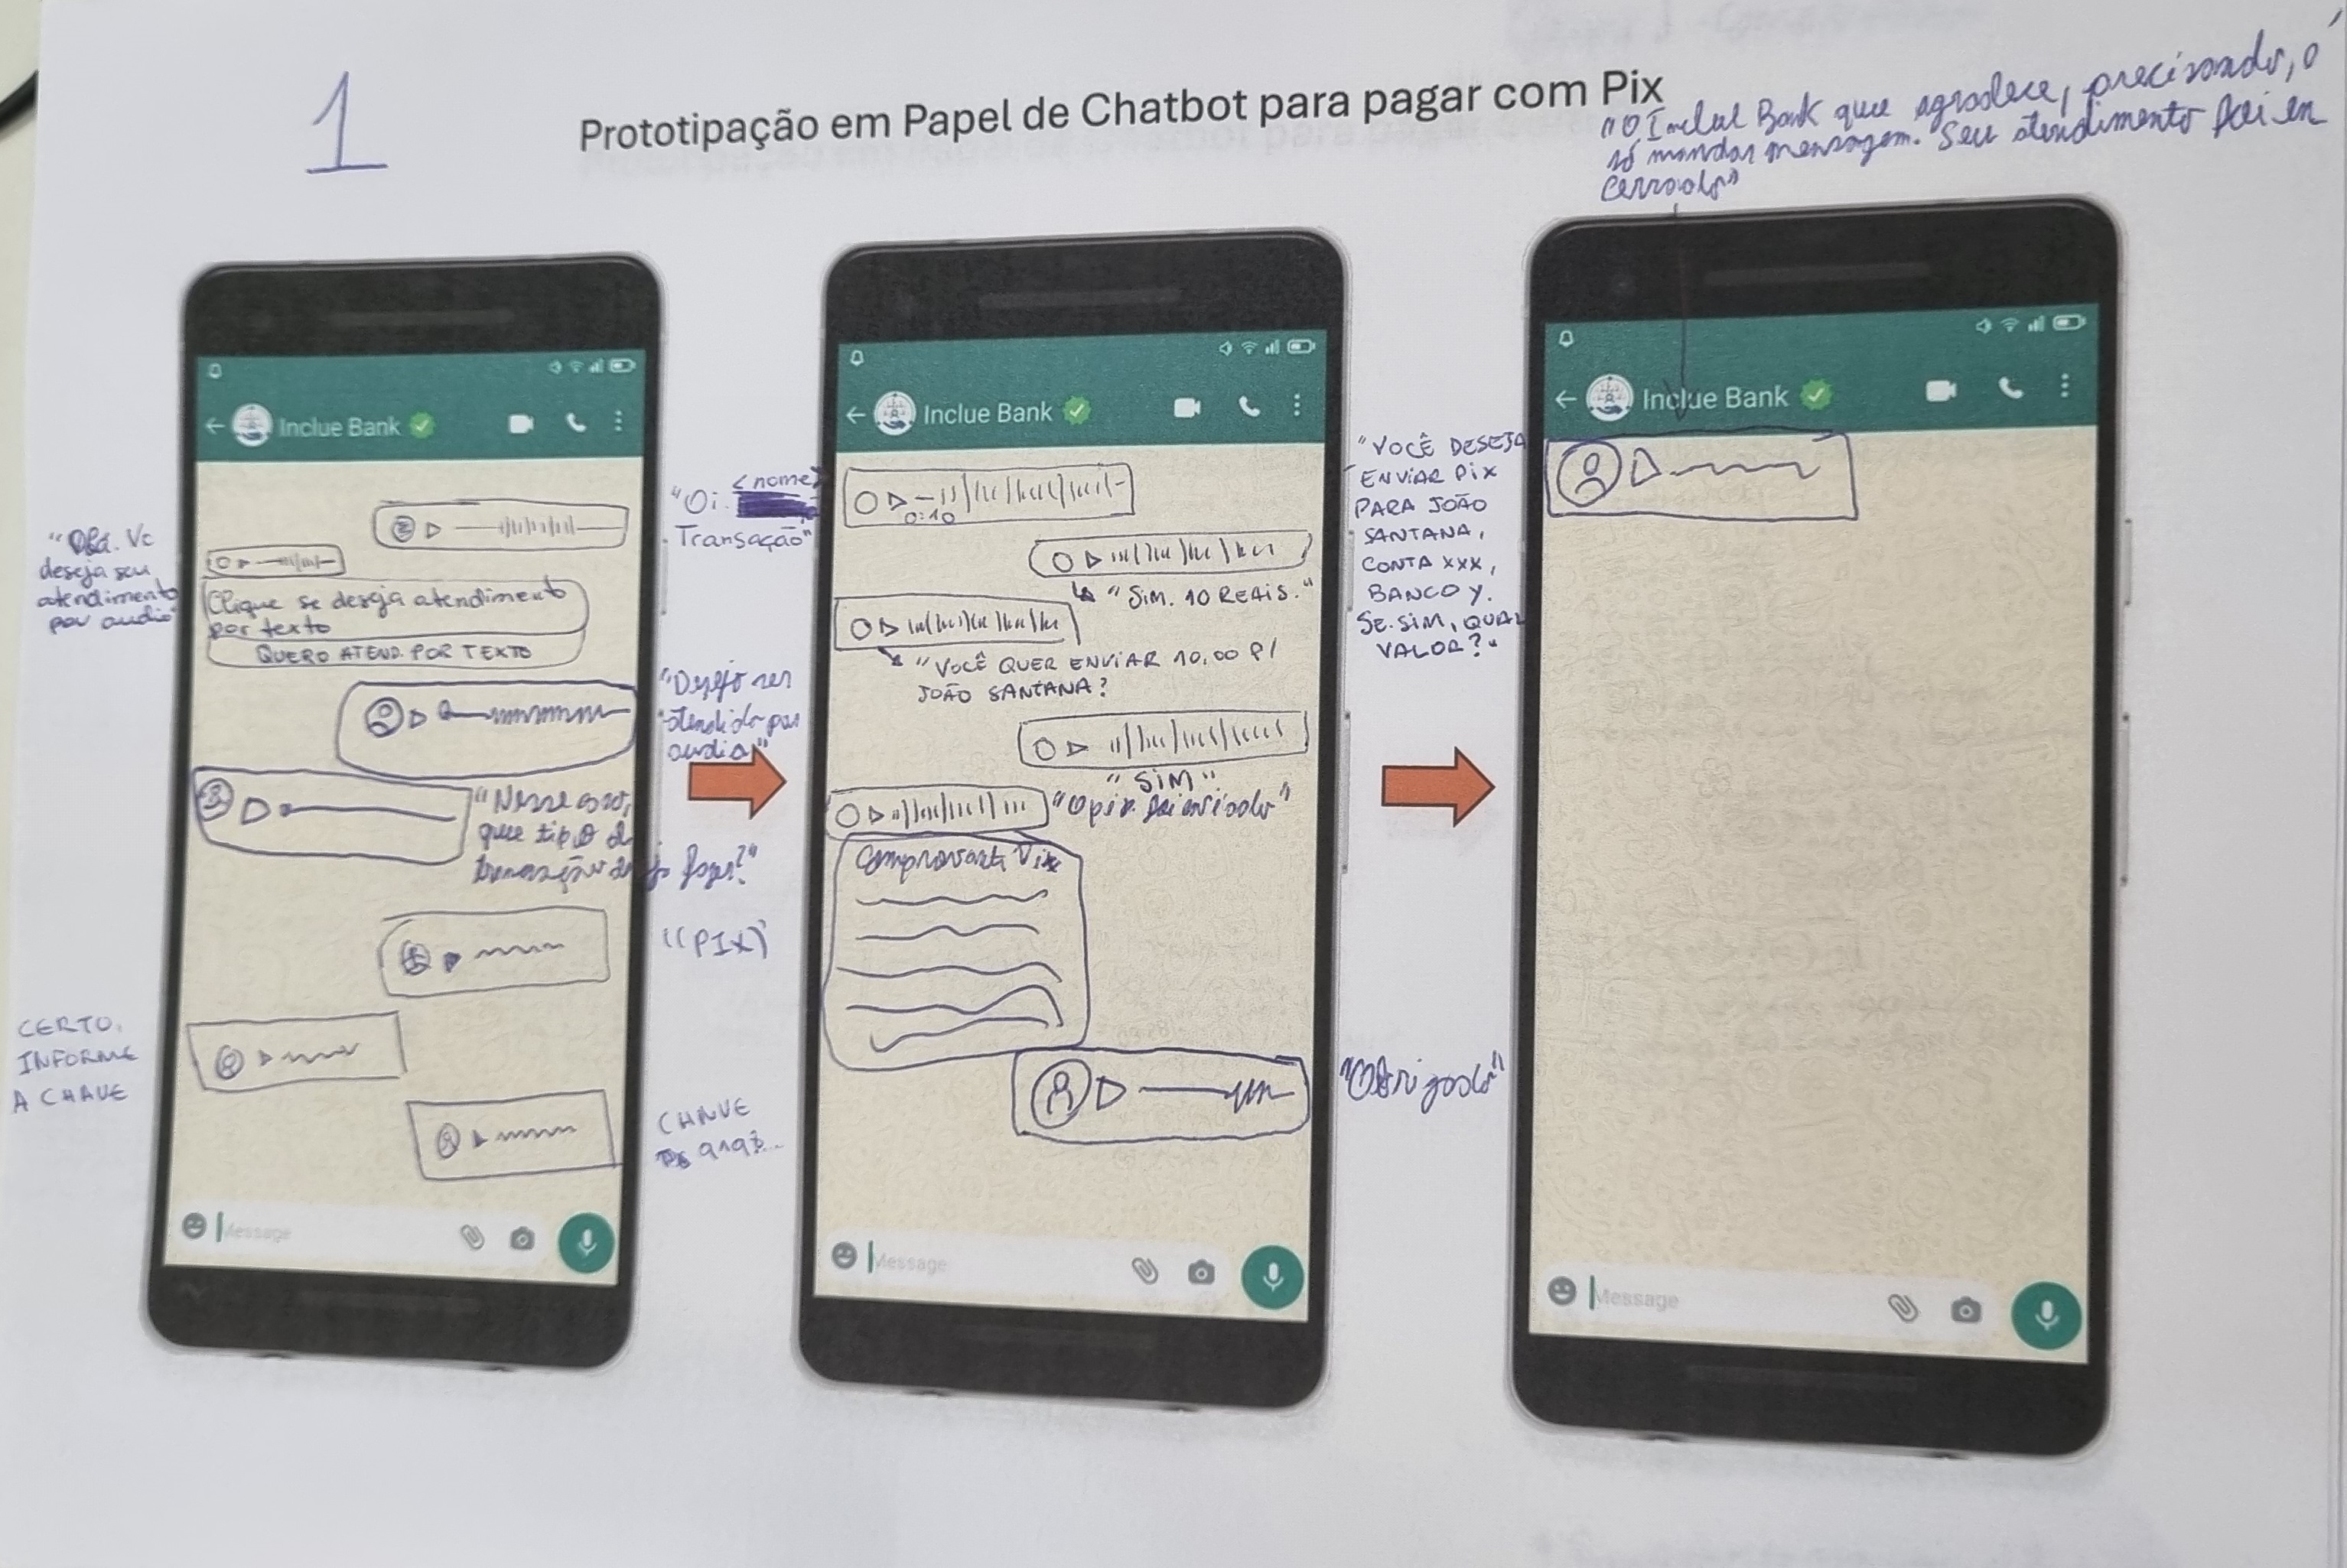 1
Prototipação em Papel de Chatbot para pagar com Pix
"O Inclue Bank que agradece, precisando, é
só mandar mensagem. Seu atendimento foi en
cerrado"
Inclue Bank
"Olá. Vc
deseja seu
atendimento
por audio"
"Oi. <nome>
Transação"
Clique se deseja atendimento
por texto
QUERO ATEND. POR TEXTO
"Desejo ser
atendido por
audio"
"Nesse caso,
que tipo de
transação deseja fazer?"
"(PIX)
CERTO.
INFORME
A CHAVE
CHAVE
Message
Inclue Bank
0:10
"VOCÊ DESEJA
ENVIAR PIX
PARA JOÃO
SANTANA,
CONTA XXX,
BANCO Y.
SE SIM, QUAL
VALOR?"
"SIM. 10 REAIS."
"VOCÊ QUER ENVIAR 10,00 P/
JOÃO SANTANA?
"SIM"
"O pix foi enviado"
Comprovante Pix
"Obrigado"
Message
Inclue Bank
Message